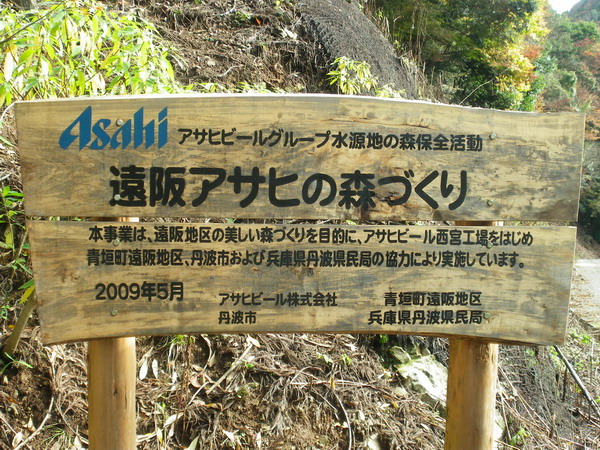 Asahi アサヒビールグループ水源地の森保全活動
遠阪アサヒの森づくり
本事業は、遠阪地区の美しい森づくりを目的に、アサヒビール西宮工場をはじめ
青垣町遠阪地区、丹波市および兵庫県丹波県民局の協力により実施しています。
2009年5月 アサヒビール株式会社 青垣町遠阪地区
丹波市 兵庫県丹波県民局